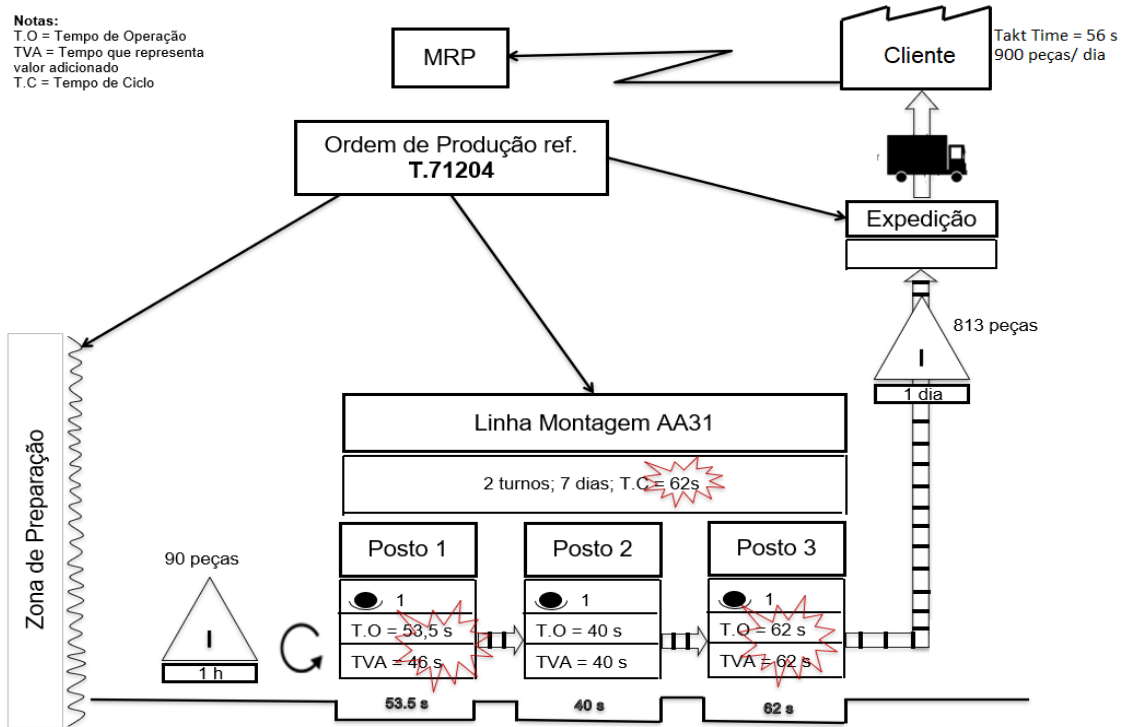 Notas:
T.O = Tempo de Operação
TVA = Tempo que representa
valor adicionado
T.C = Tempo de Ciclo
MRP
Cliente
Takt Time = 56 s
900 peças/ dia
Ordem de Produção ref.
T.71204
Expedição
813 peças
I
1 dia
Zona de Preparação
Linha Montagem AA31
2 turnos; 7 dias; T.C = 62s
90 peças
I
1 h
Posto 1
1
T.O = 53,5 s
TVA = 46 s
Posto 2
1
T.O = 40 s
TVA = 40 s
Posto 3
1
T.O = 62 s
TVA = 62 s
53.5 s
40 s
62 s